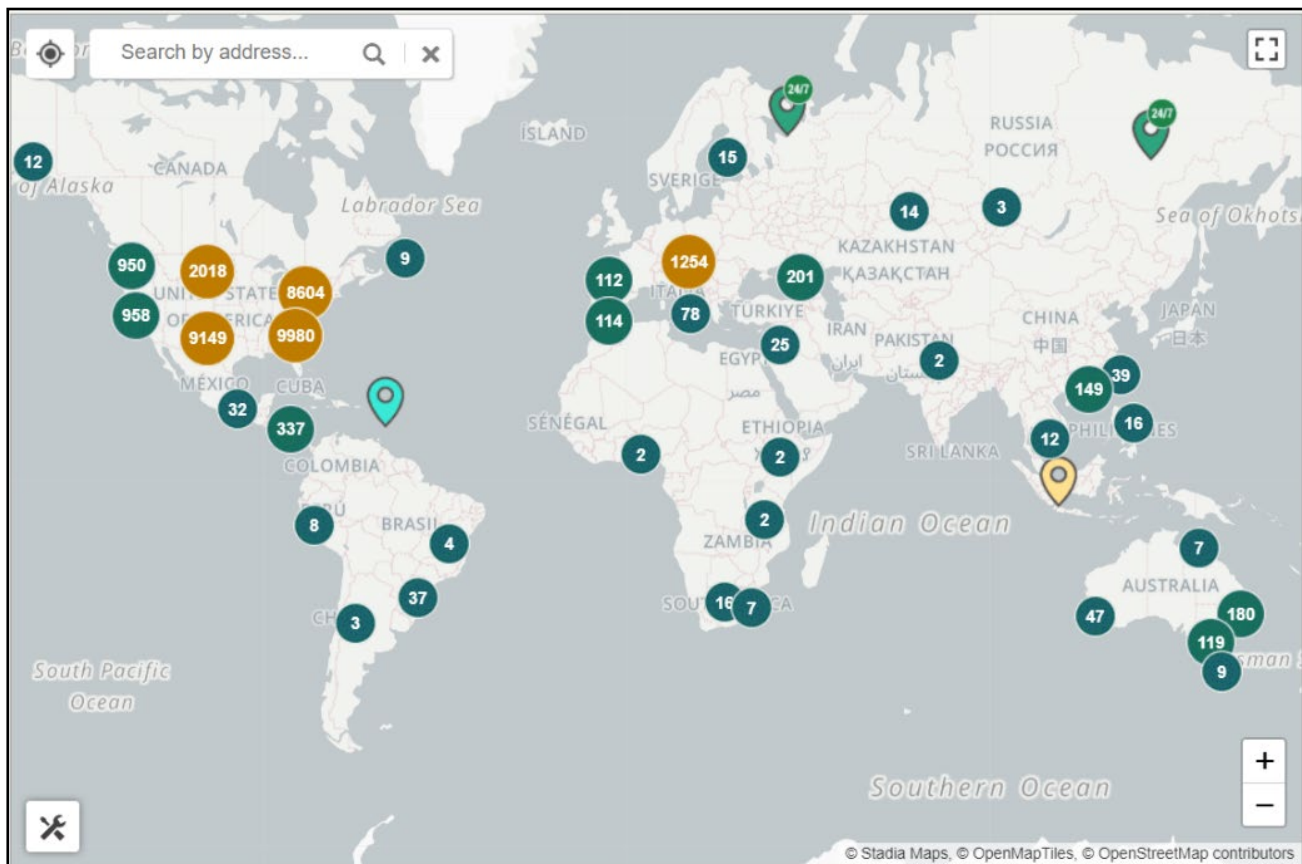 Search by address...
24/7
24/7
ÍSLAND
RUSSIA
РОССИЯ
12
of Alaska
CANADA
15
SVERIGE
Labrador Sea
14
3
Sea of Okhots
950
2018
9
1254
KAZAKHSTAN
ҚАЗАҚСТАН
8604
112
201
958
9149
9980
114
78
TÜRKIYE
IRAN
ایران
CHINA
中国
JAPAN
日本
25
PAKISTAN
2
MÉXICO
CUBA
مصر
39
149
32
337
SÉNÉGAL
ETHIOPIA
16
12
COLOMBIA
2
2
SRI LANKA
8
BRASIL
4
2
ZAMBIA
Indian Ocean
7
AUSTRALIA
37
3
16
7
47
180
119
9
South Pacific
Ocean
Southern Ocean
+
−
© Stadia Maps, © OpenMapTiles, © OpenStreetMap contributors